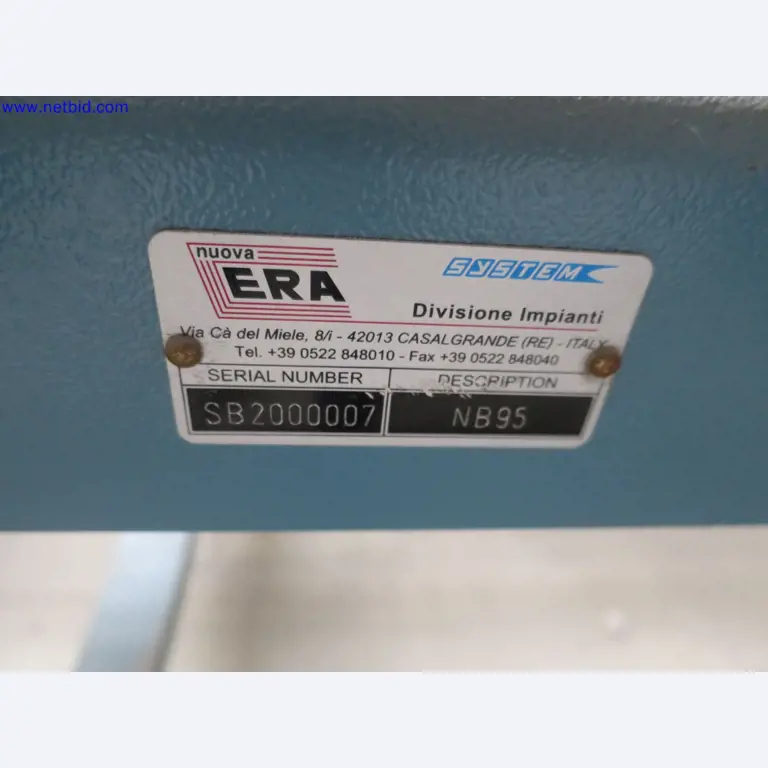 www.netbid.com
nuova
ERA
SYSTEM
Divisione Impianti
Via Cà del Miele, 8/i - 42013 CASALGRANDE (RE) - ITALY
Tel. +39 0522 848010 - Fax +39 0522 848040
SERIAL NUMBER DESCRIPTION
SB2000007 NB95